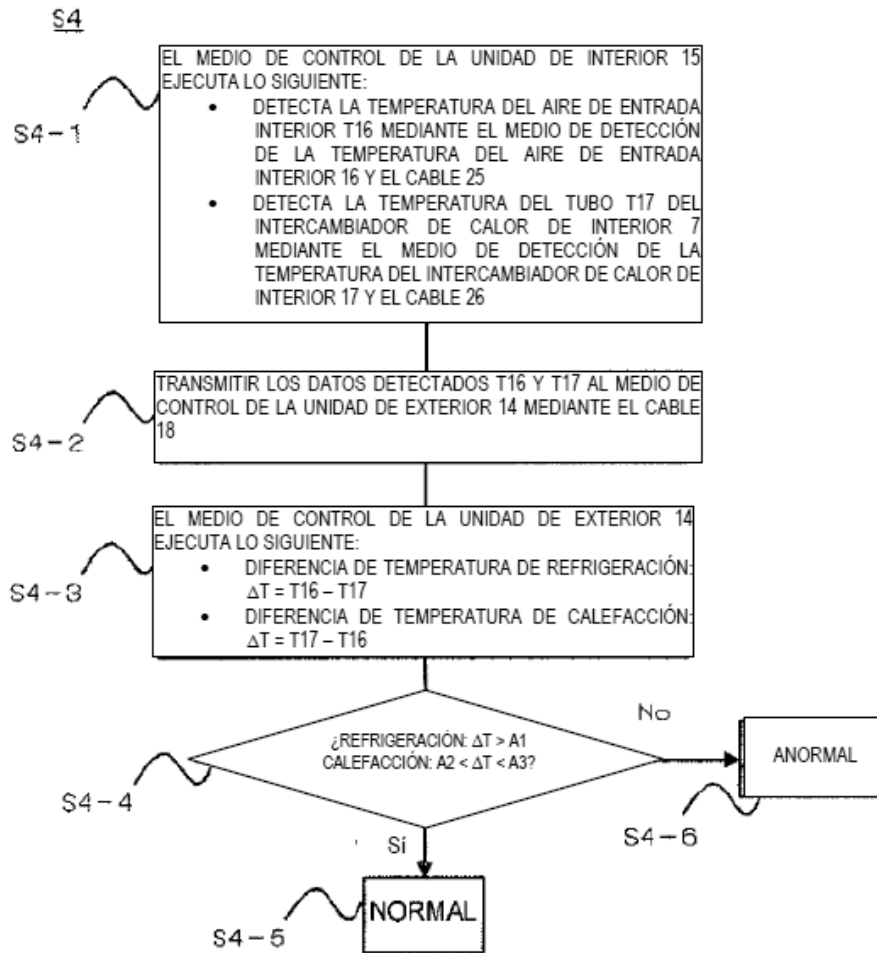 S4
EL MEDIO DE CONTROL DE LA UNIDAD DE INTERIOR 15
EJECUTA LO SIGUIENTE:
• DETECTA LA TEMPERATURA DEL AIRE DE ENTRADA
INTERIOR T16 MEDIANTE EL MEDIO DE DETECCIÓN
DE LA TEMPERATURA DEL AIRE DE ENTRADA
INTERIOR 16 Y EL CABLE 25
• DETECTA LA TEMPERATURA DEL TUBO T17 DEL
INTERCAMBIADOR DE CALOR DE INTERIOR 7
MEDIANTE EL MEDIO DE DETECCIÓN DE LA
TEMPERATURA DEL INTERCAMBIADOR DE CALOR DE
INTERIOR 17 Y EL CABLE 26
S4-1
TRANSMITIR LOS DATOS DETECTADOS T16 Y T17 AL MEDIO DE
CONTROL DE LA UNIDAD DE EXTERIOR 14 MEDIANTE EL CABLE
18
S4-2
EL MEDIO DE CONTROL DE LA UNIDAD DE EXTERIOR 14
EJECUTA LO SIGUIENTE:
• DIFERENCIA DE TEMPERATURA DE REFRIGERACIÓN:
∆T = T16 – T17
• DIFERENCIA DE TEMPERATURA DE CALEFACCIÓN:
∆T = T17 – T16
S4-3
¿REFRIGERACIÓN: ∆T > A1
CALEFACCIÓN: A2 < ∆T < A3?
S4-4
No
ANORMAL
S4-6
Sí
NORMAL
S4-5